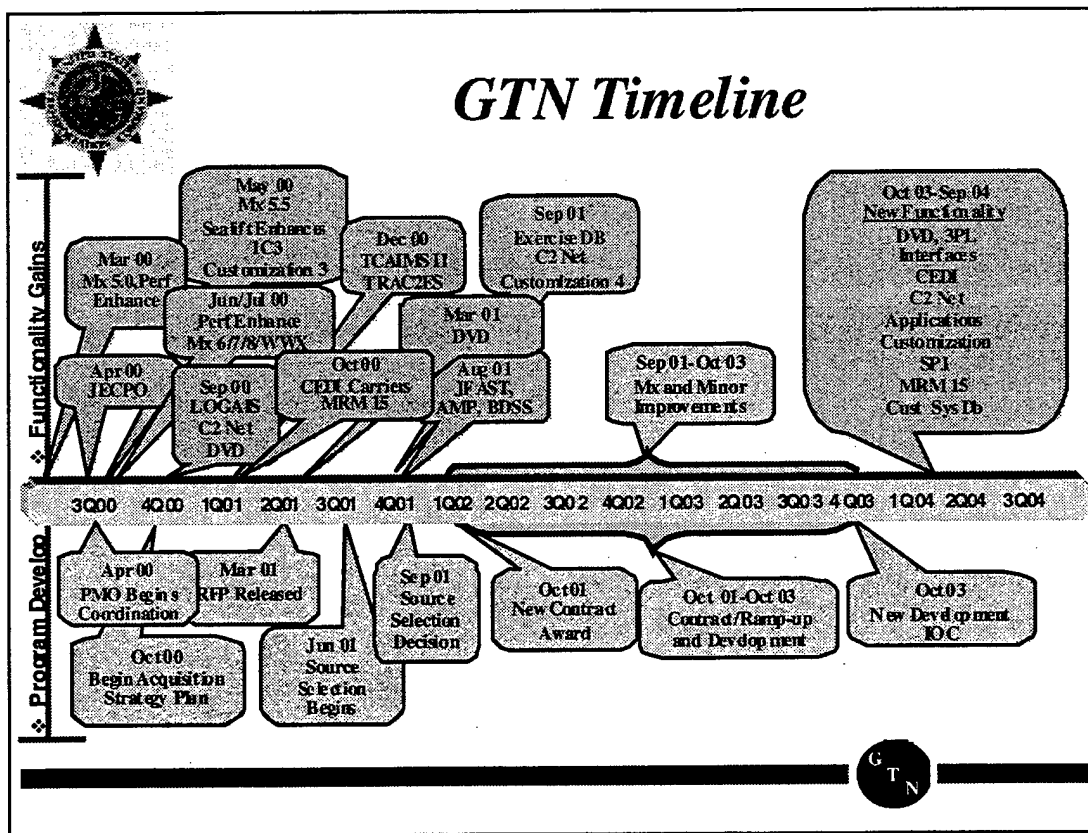 GTN Timeline
❖ Functionality Gains
Mar 00
Mx 5.0, Perf
Enhance
Apr 00
JECPO
May 00
Mx 5.5
Sealift Enhances
TC3
Customization 3
Jun/Jul 00
Perf Enhance
Mx 6/7/8/WWX
Sep 00
LOGAIS
C2 Net
DVD
Oct 00
CEDI Carriers
MRM 15
Dec 00
TCAIMS II
TRAC2ES
Mar 01
DVD
Aug 01
JFAST,
AMP, BDSS
Sep 01
Exercise DB
C2 Net
Customization 4
Sep 01-Oct 03
Mx and Minor
Improvements
Oct 03-Sep 04
New Functionality
DVD, 3PL
Interfaces
CEDI
C2 Net
Applications
Customization
SPI
MRM 15
Cust Sys Db
3Q00 4Q00 1Q01 2Q01 3Q01 4Q01 1Q02 2Q02 3Q02 4Q02 1Q03 2Q03 3Q03 4Q03 1Q04 2Q04 3Q04
❖ Program Develop
Apr 00
PMO Begins
Coordination
Oct 00
Begin Acquisition
Strategy Plan
Mar 01
RFP Released
Jun 01
Source
Selection
Begins
Sep 01
Source
Selection
Decision
Oct 01
New Contract
Award
Oct 01-Oct 03
Contract/Ramp-up
and Development
Oct 03
New Development
IOC
G
T
N